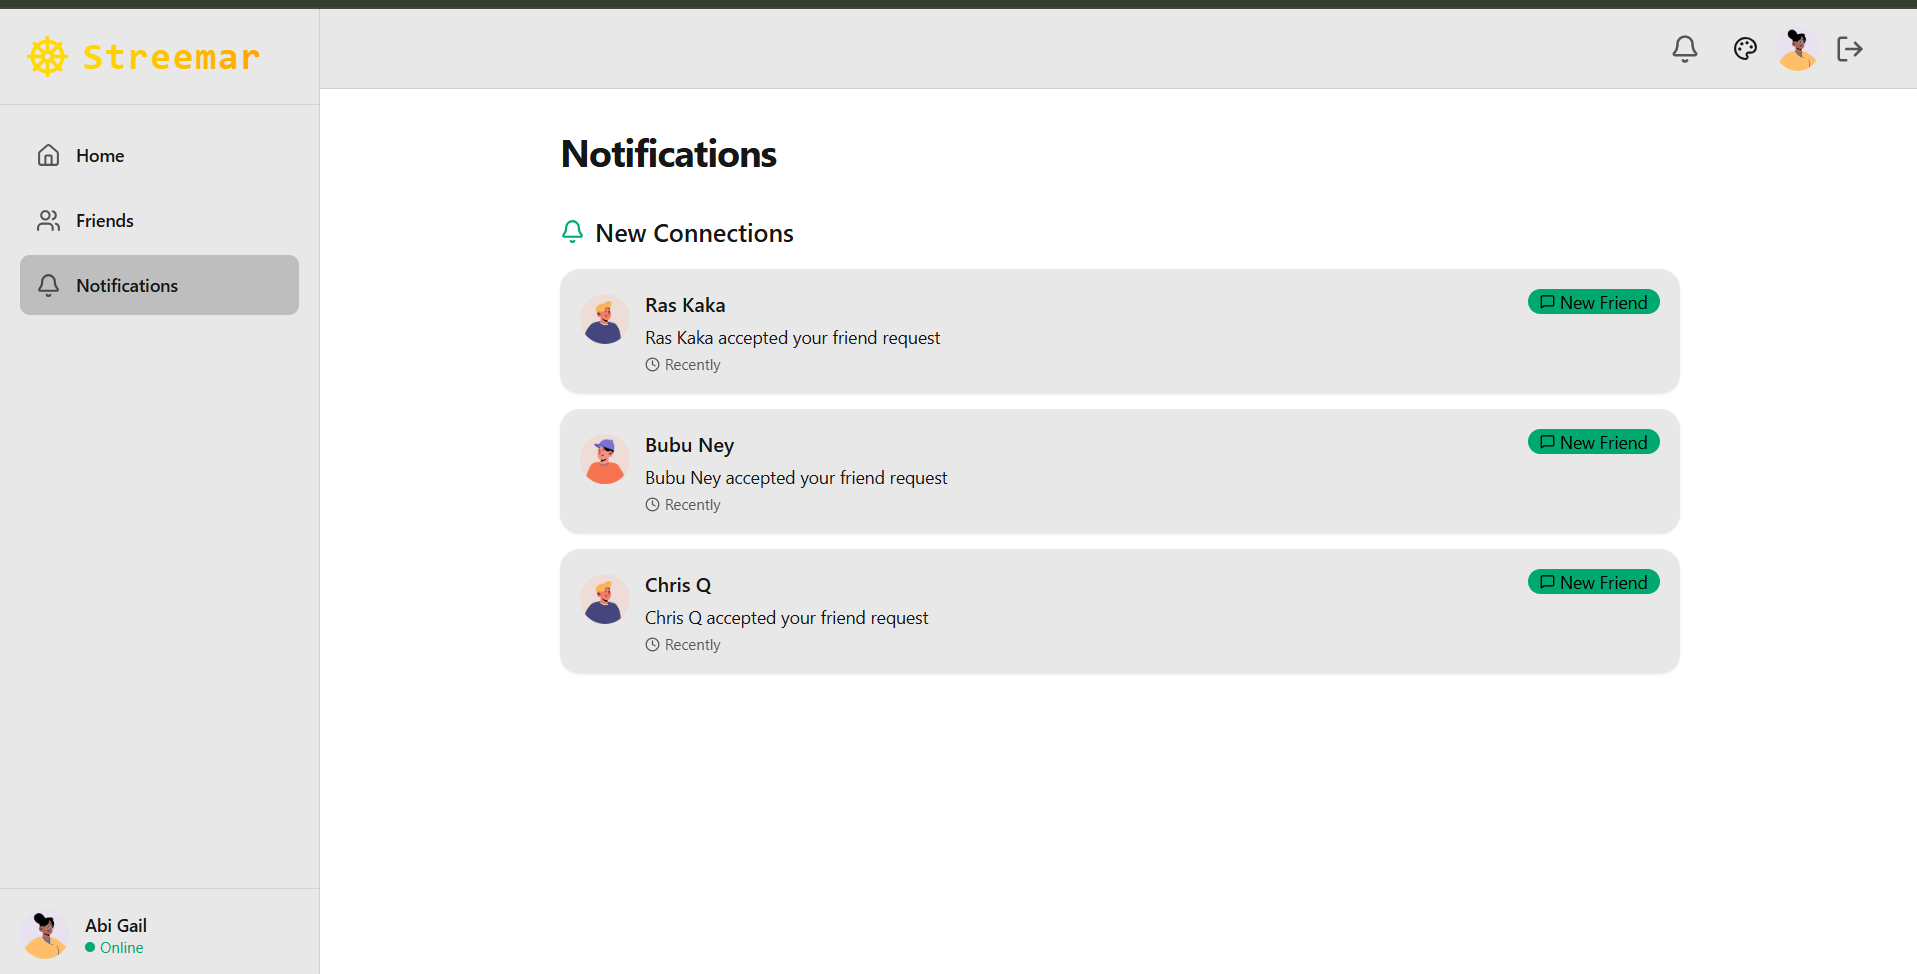 Streemar
Home
Friends
Notifications
Abi Gail
Online
Notifications
New Connections
Ras Kaka
Ras Kaka accepted your friend request
Recently
New Friend
Bubu Ney
Bubu Ney accepted your friend request
Recently
New Friend
Chris Q
Chris Q accepted your friend request
Recently
New Friend